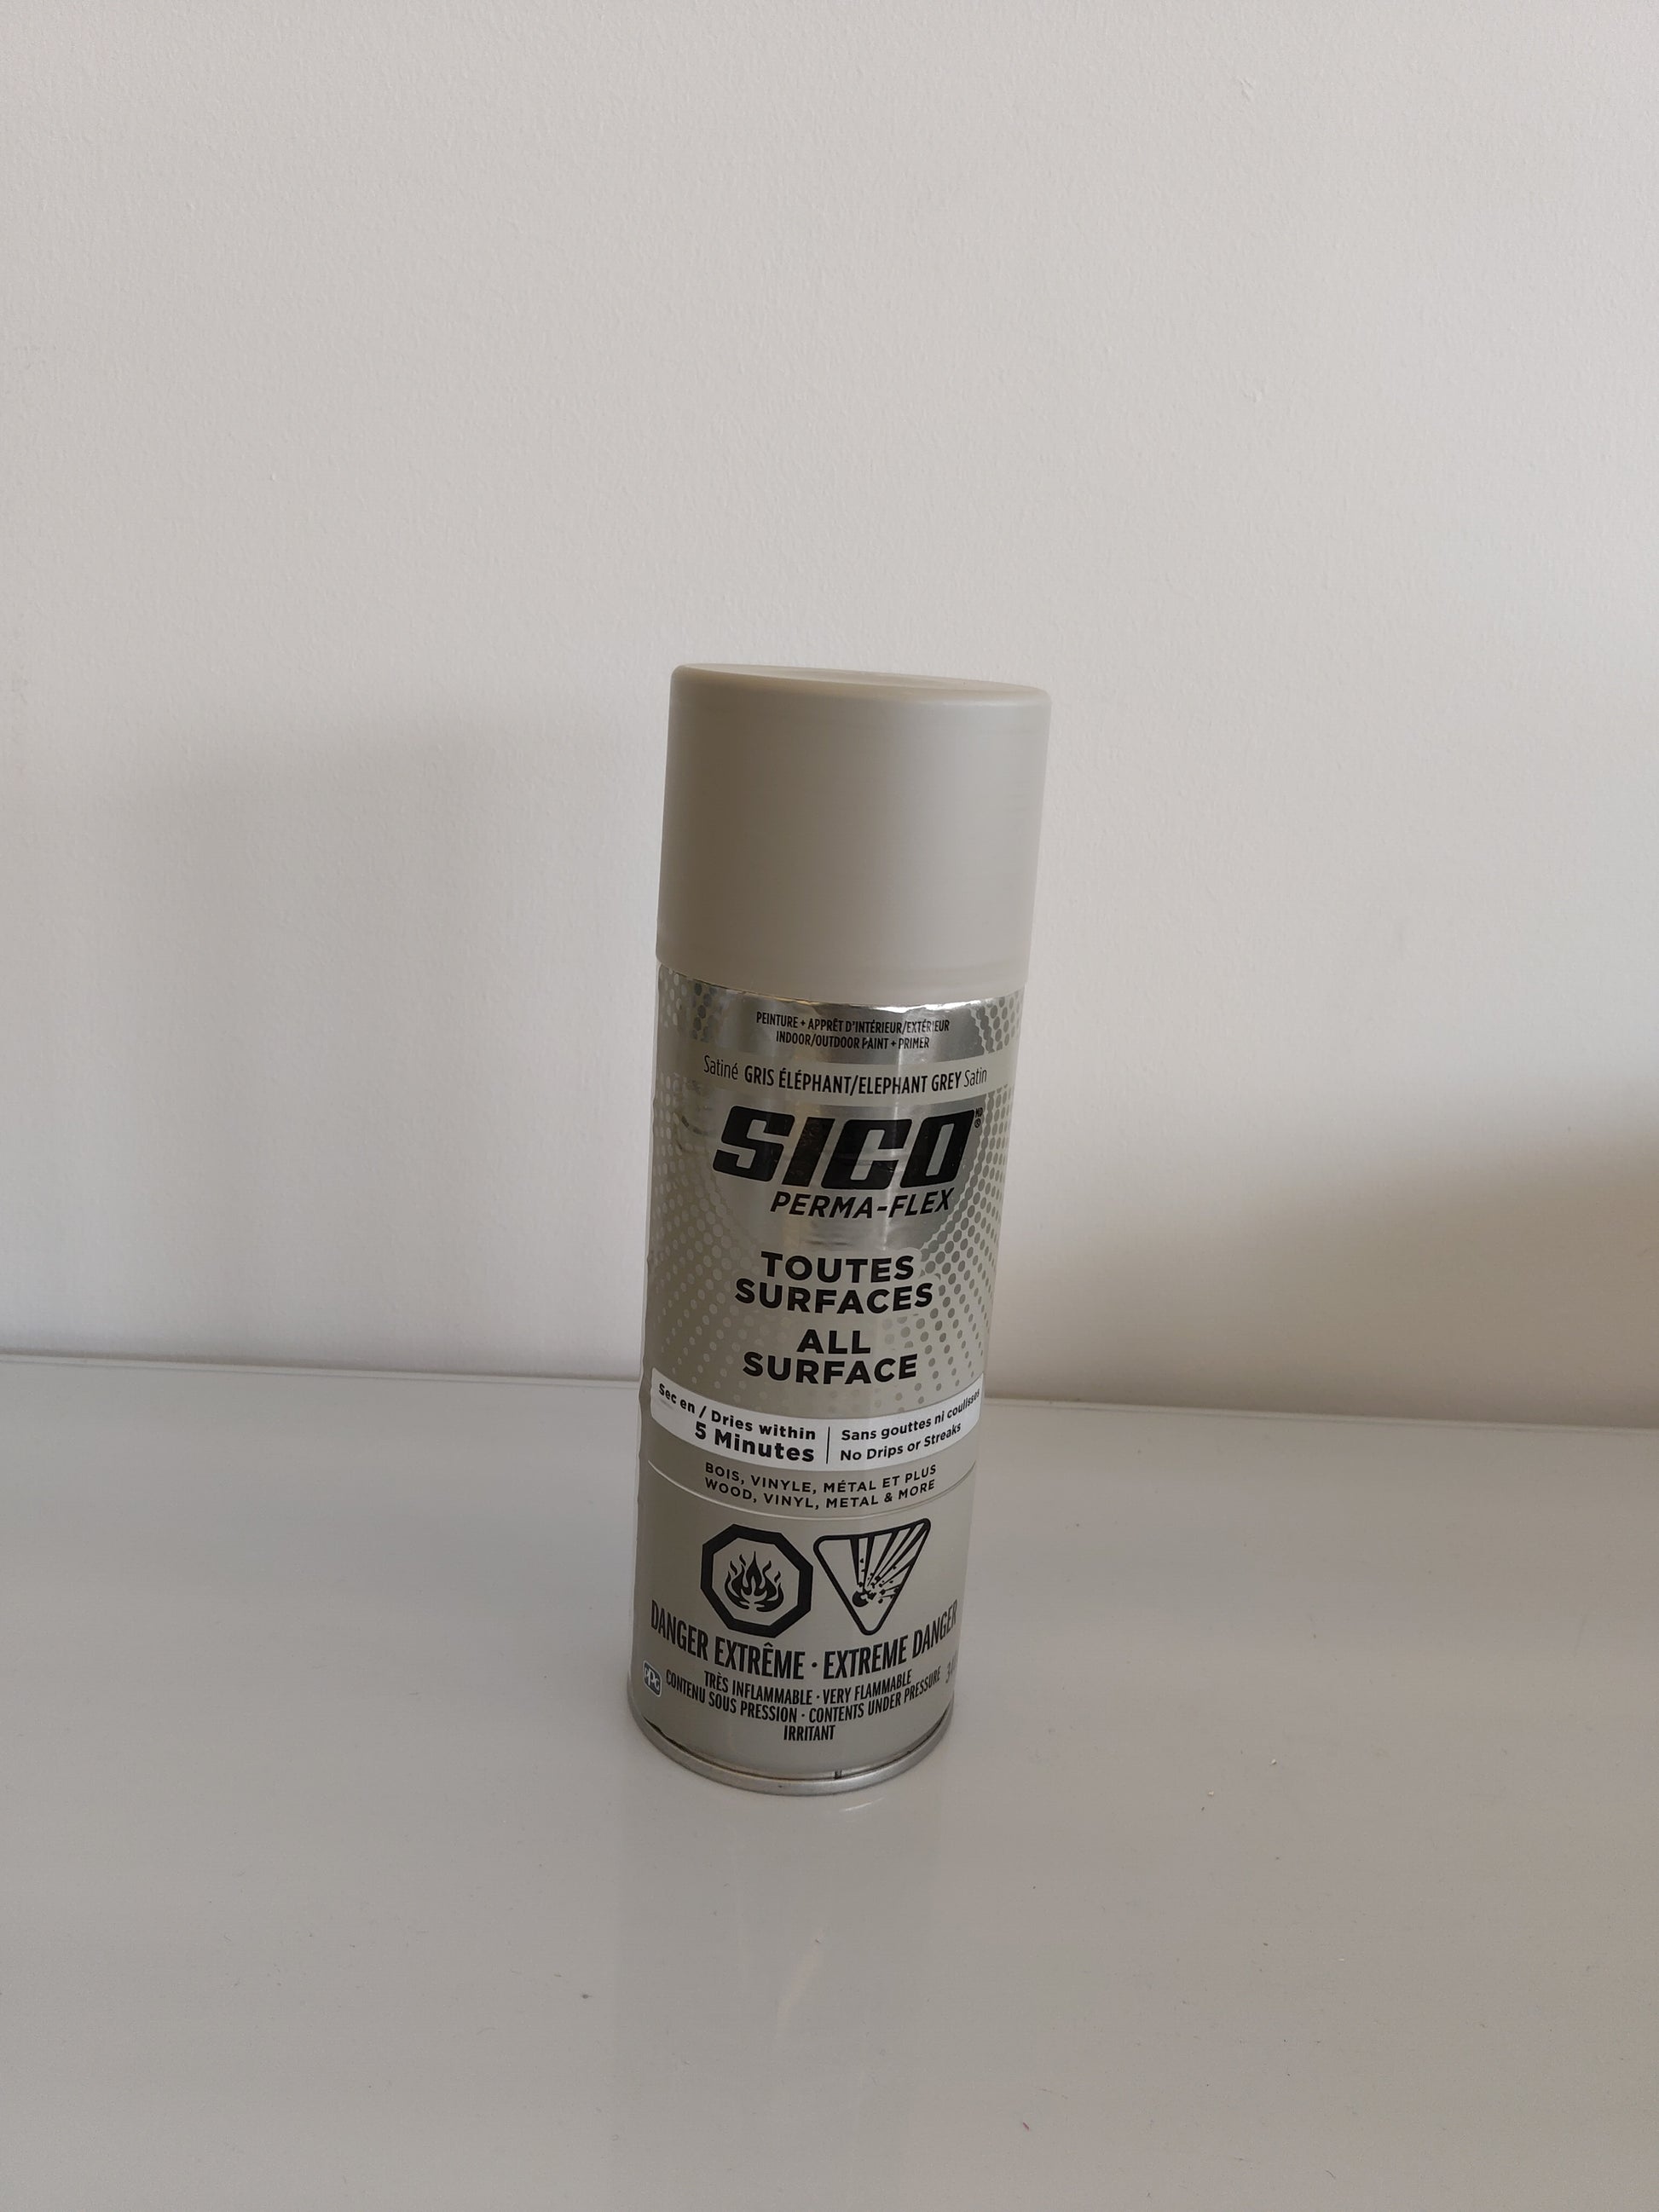 PEINTURE + APPRÊT D'INTÉRIEUR/EXTÉRIEUR
INDOOR/OUTDOOR PAINT + PRIMER
Satiné GRIS ÉLÉPHANT/ELEPHANT GREY Satin
SICO MD
®
PERMA-FLEX
TOUTES
SURFACES
ALL
SURFACE
Sec en / Dries within
5 Minutes
Sans gouttes ni coulisses
No Drips or Streaks
BOIS, VINYLE, MÉTAL ET PLUS
WOOD, VINYL, METAL & MORE
DANGER EXTRÊME · EXTREME DANGER
TRÈS INFLAMMABLE · VERY FLAMMABLE
CONTENU SOUS PRESSION · CONTENTS UNDER PRESSURE
IRRITANT
PPG